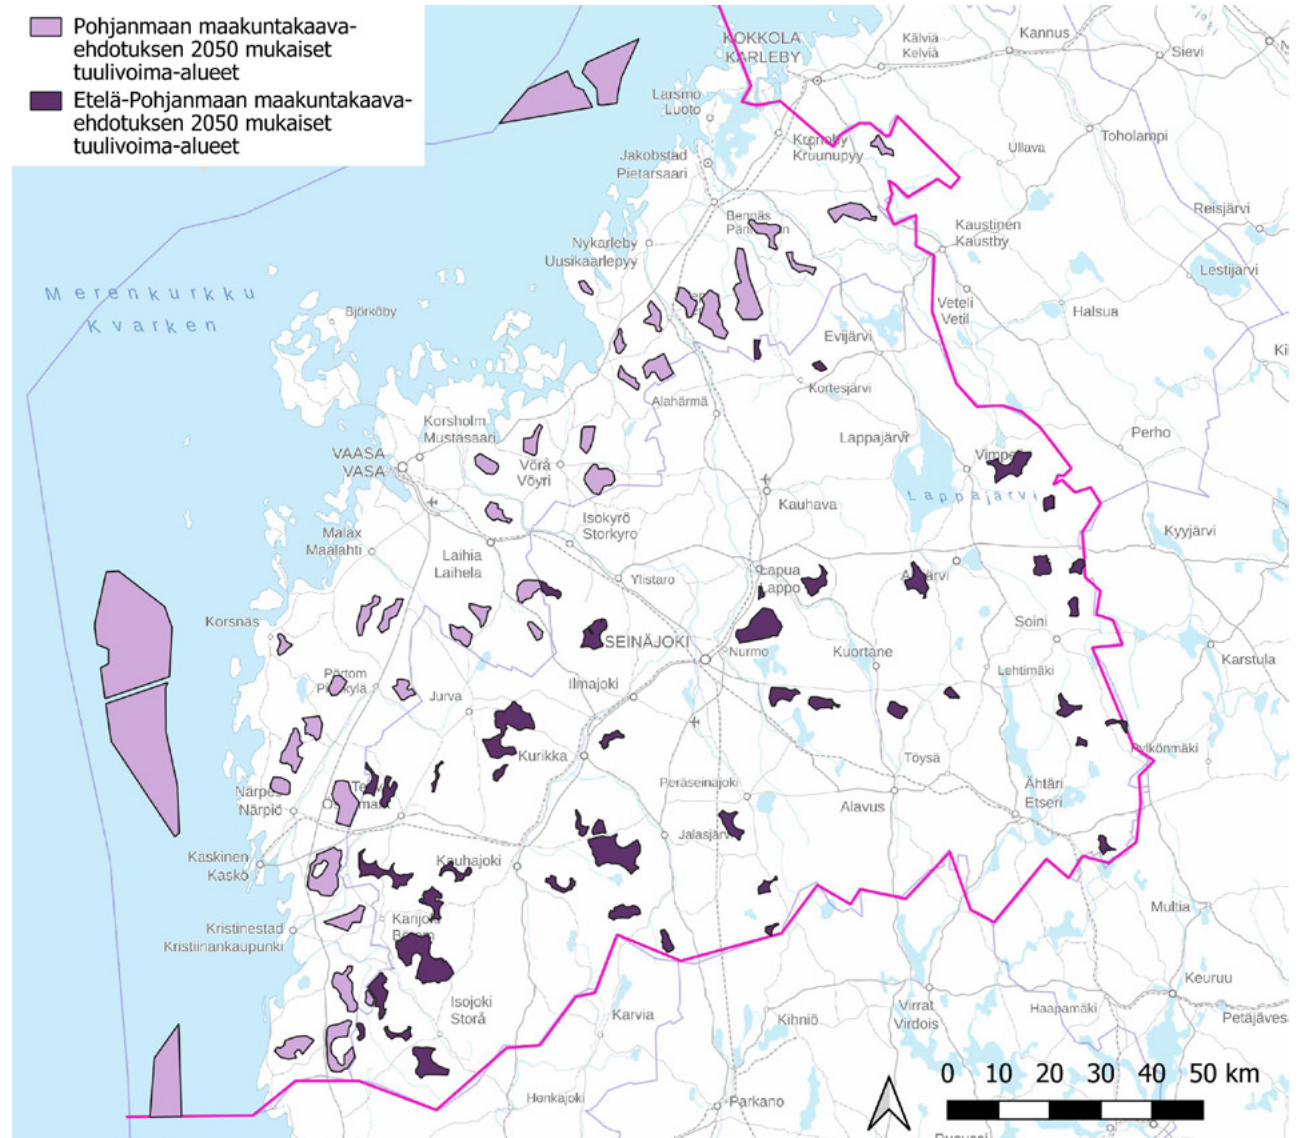 Pohjanmaan maakuntakaava-
ehdotuksen 2050 mukaiset
tuulivoima-alueet
Etelä-Pohjanmaan maakuntakaava-
ehdotuksen 2050 mukaiset
tuulivoima-alueet
KOKKOLA
KARLEBY
Kälviä
Kelviä
Kannus
Sievi
Larsmo
Luoto
Toholampi
Kronoby
Kruunupyy
Ullava
Jakobstad
Pietarsaari
Reisjärvi
Bennäs
Kaustinen
Kaustby
Nykarleby
Uusikaarlepyy
Lestijärvi
Merenkurkku
Kvarken
Björköby
Veteli
Vetil
Halsua
Evijärvi
Kortesjärvi
Alahärmä
Korsholm
Mustasaari
Lappajärvi
Perho
VAASA
VASA
Vörå
Vöyri
Lappajärvi
Kauhava
Isokyrö
Storkyro
Kyyjärvi
Malax
Maalahti
Laihia
Laihela
Ylistaro
Lapua
Lappo
Korsnäs
Soini
SEINÄJOKI
Nurmo
Kuortane
Lehtimäki
Karstula
Pörtom
Ilmajoki
Jurva
Kurikka
Töysä
Pylkönmäki
Närpes
Närpiö
Peräseinäjoki
Alavus
Ähtäri
Etseri
Jalasjärvi
Kaskinen
Kaskö
Kauhajoki
Multia
Kristinestad
Kristiinankaupunki
Karijoki
Keuruu
Isojoki
Storå
Karvia
Kihniö
Virrat
Virdois
Haapamäki
Petäjäves
Honkajoki
Parkano
0 10 20 30 40 50 km